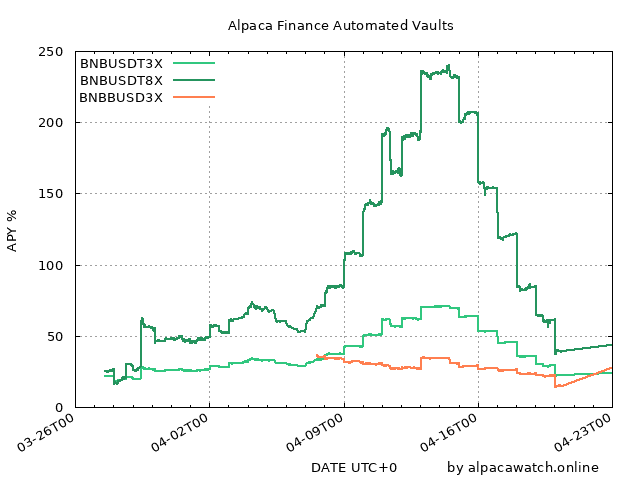 Alpaca Finance Automated Vaults
250
200
150
100
50
0
APY %
BNBUSDT3X
BNBUSDT8X
BNBBUSD3X
03-26T00
04-02T00
04-09T00
04-16T00
04-23T00
DATE UTC+0
by alpacawatch.online